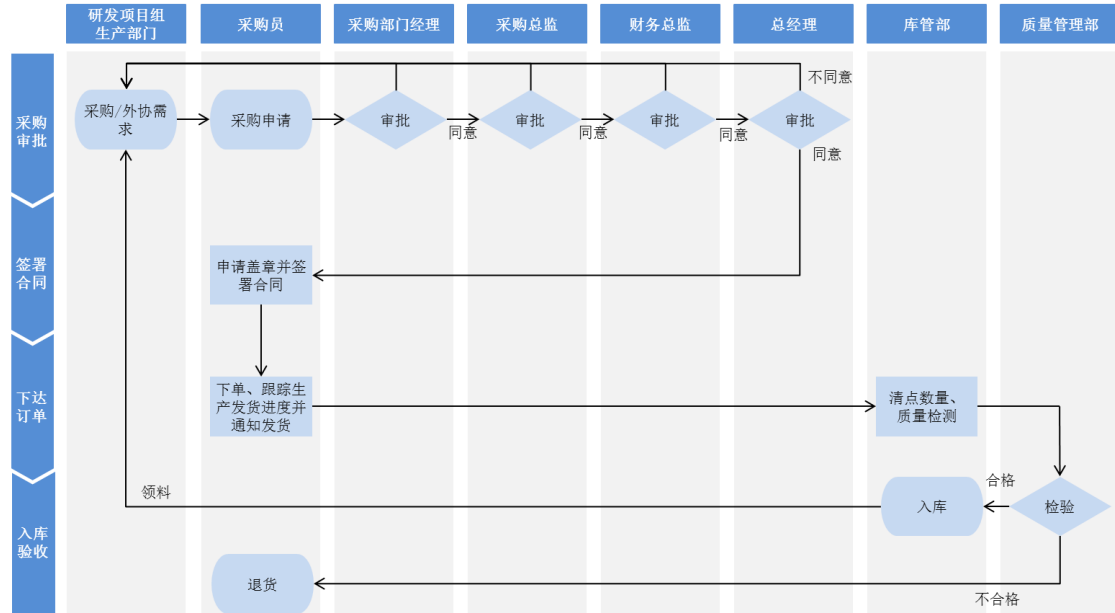 研发项目组
生产部门
采购员
采购部门经理
采购总监
财务总监
总经理
库管部
质量管理部
采购
审批
不同意
采购/外协需
求
采购申请
审批
同意
审批
同意
审批
同意
审批
同意
签署
合同
申请盖章并签
署合同
下达
订单
下单、跟踪生
产发货进度并
通知发货
清点数量、
质量检测
入库
验收
领料
入库
合格
检验
退货
不合格